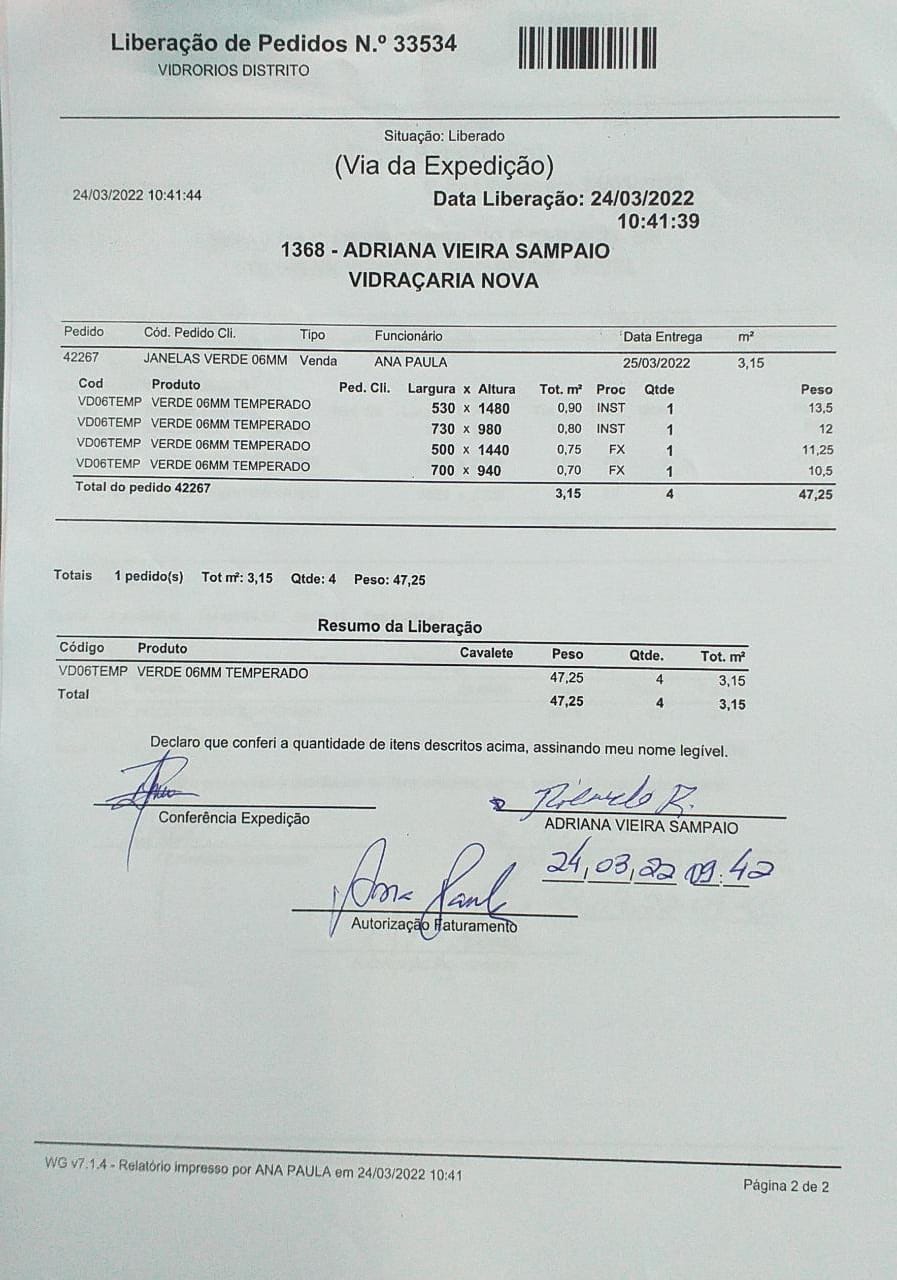 Liberação de Pedidos N.º 33534
VIDRORIOS DISTRITO
Situação: Liberado
(Via da Expedição)
24/03/2022 10:41:44
Data Liberação: 24/03/2022
10:41:39
1368 - ADRIANA VIEIRA SAMPAIO
VIDRAÇARIA NOVA
Pedido Cód. Pedido Cli. Tipo Funcionário Data Entrega m²
42267 JANELAS VERDE 06MM Venda ANA PAULA 25/03/2022 3,15
Cod Produto Ped. Cli. Largura x Altura Tot. m² Proc Qtde Peso
VD06TEMP VERDE 06MM TEMPERADO 530 x 1480 0,90 INST 1 13,5
VD06TEMP VERDE 06MM TEMPERADO 730 x 980 0,80 INST 1 12
VD06TEMP VERDE 06MM TEMPERADO 500 x 1440 0,75 FX 1 11,25
VD06TEMP VERDE 06MM TEMPERADO 700 x 940 0,70 FX 1 10,5
Total do pedido 42267 3,15 4 47,25
Totais 1 pedido(s) Tot m²: 3,15 Qtde: 4 Peso: 47,25
Resumo da Liberação
Código Produto Cavalete Peso Qtde. Tot. m²
VD06TEMP VERDE 06MM TEMPERADO 47,25 4 3,15
Total 47,25 4 3,15
Declaro que conferi a quantidade de itens descritos acima, assinando meu nome legível.
Ricardo R.
Conferência Expedição
ADRIANA VIEIRA SAMPAIO
24,03,22 09:42
Ana Paula
Autorização Faturamento
WG v7.1.4 - Relatório impresso por ANA PAULA em 24/03/2022 10:41
Página 2 de 2